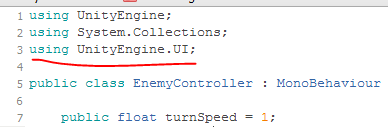 1 using UnityEngine;
2 using System.Collections;
3 using UnityEngine.UI;
4
5 public class EnemyController : MonoBehaviour
6
7 public float turnSpeed = 1;